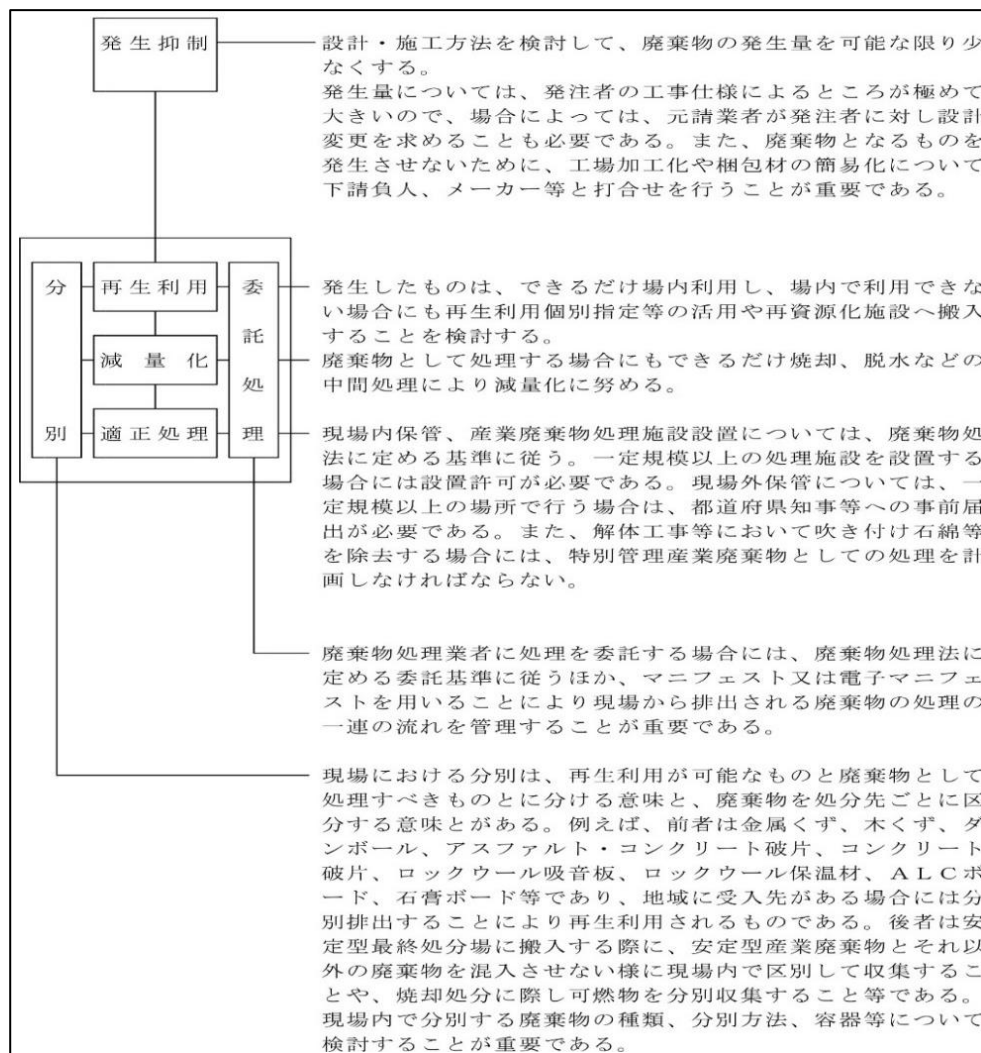 発生抑制
設計・施工方法を検討して、廃棄物の発生量を可能な限り少
なくする。
発生量については、発注者の工事仕様によるところが極めて
大きいので、場合によっては、元請業者が発注者に対し設計
変更を求めることも必要である。また、廃棄物となるものを
発生させないために、工場加工化や梱包材の簡易化について
下請負人、メーカー等と打合せを行うことが重要である。
分別
再生利用
委託処理
発生したものは、できるだけ場内利用し、場内で利用できな
い場合にも再生利用個別指定等の活用や再資源化施設へ搬入
することを検討する。
減量化
廃棄物として処理する場合にもできるだけ焼却、脱水などの
中間処理により減量化に努める。
適正処理
現場内保管、産業廃棄物処理施設設置については、廃棄物処
法に定める基準に従う。一定規模以上の処理施設を設置する
場合には設置許可が必要である。現場外保管については、一
定規模以上の場所で行う場合は、都道府県知事等への事前届
出が必要である。また、解体工事等において吹き付け石綿等
を除去する場合には、特別管理産業廃棄物としての処理を計
画しなければならない。
廃棄物処理業者に処理を委託する場合には、廃棄物処理法に
定める委託基準に従うほか、マニフェスト又は電子マニフェ
ストを用いることにより現場から排出される廃棄物の処理の
一連の流れを管理することが重要である。
現場における分別は、再生利用が可能なものと廃棄物として
処理すべきものとに分ける意味と、廃棄物を処分先ごとに区
分する意味とがある。例えば、前者は金属くず、木くず、ダ
ンボール、アスファルト・コンクリート破片、コンクリート
破片、ロックウール吸音板、ロックウール保温材、ＡＬＣボ
ード、石膏ボード等であり、地域に受入先がある場合には分
別排出することにより再生利用されるものである。後者は安
定型最終処分場に搬入する際に、安定型産業廃棄物とそれ以
外の廃棄物を混入させない様に現場内で区別して収集するこ
とや、焼却処分に際し可燃物を分別収集すること等である。
現場内で分別する廃棄物の種類、分別方法、容器等について
検討することが重要である。